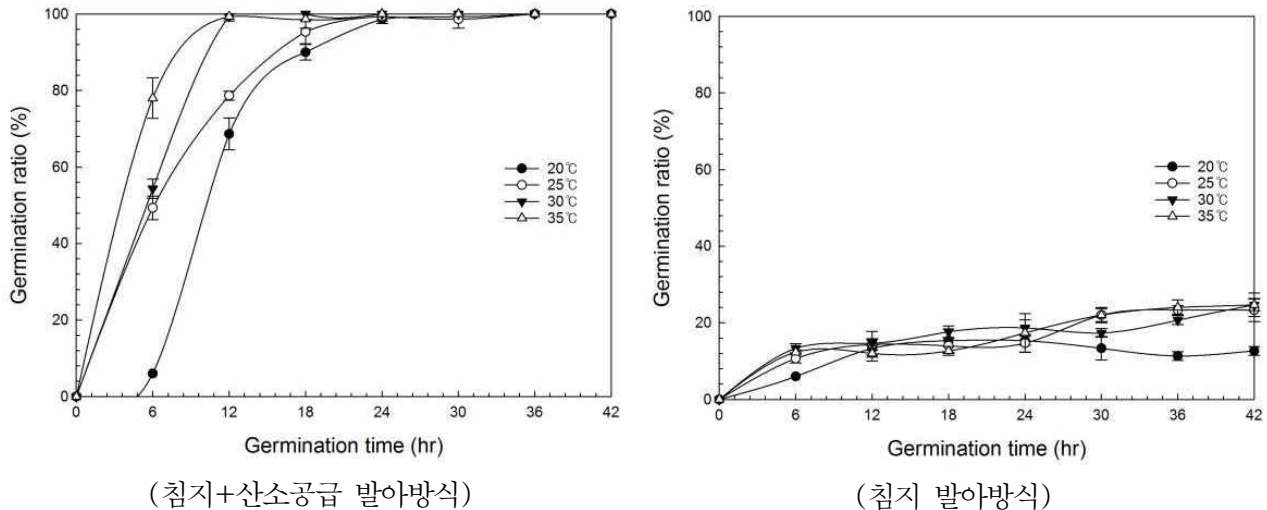 100
80
60
40
20
0
Germination ratio (%)
20℃
25℃
30℃
35℃
0 6 12 18 24 30 36 42
Germination time (hr)
(침지+산소공급 발아방식)
100
80
60
40
20
0
Germination ratio (%)
20℃
25℃
30℃
35℃
0 6 12 18 24 30 36 42
Germination time (hr)
(침지 발아방식)